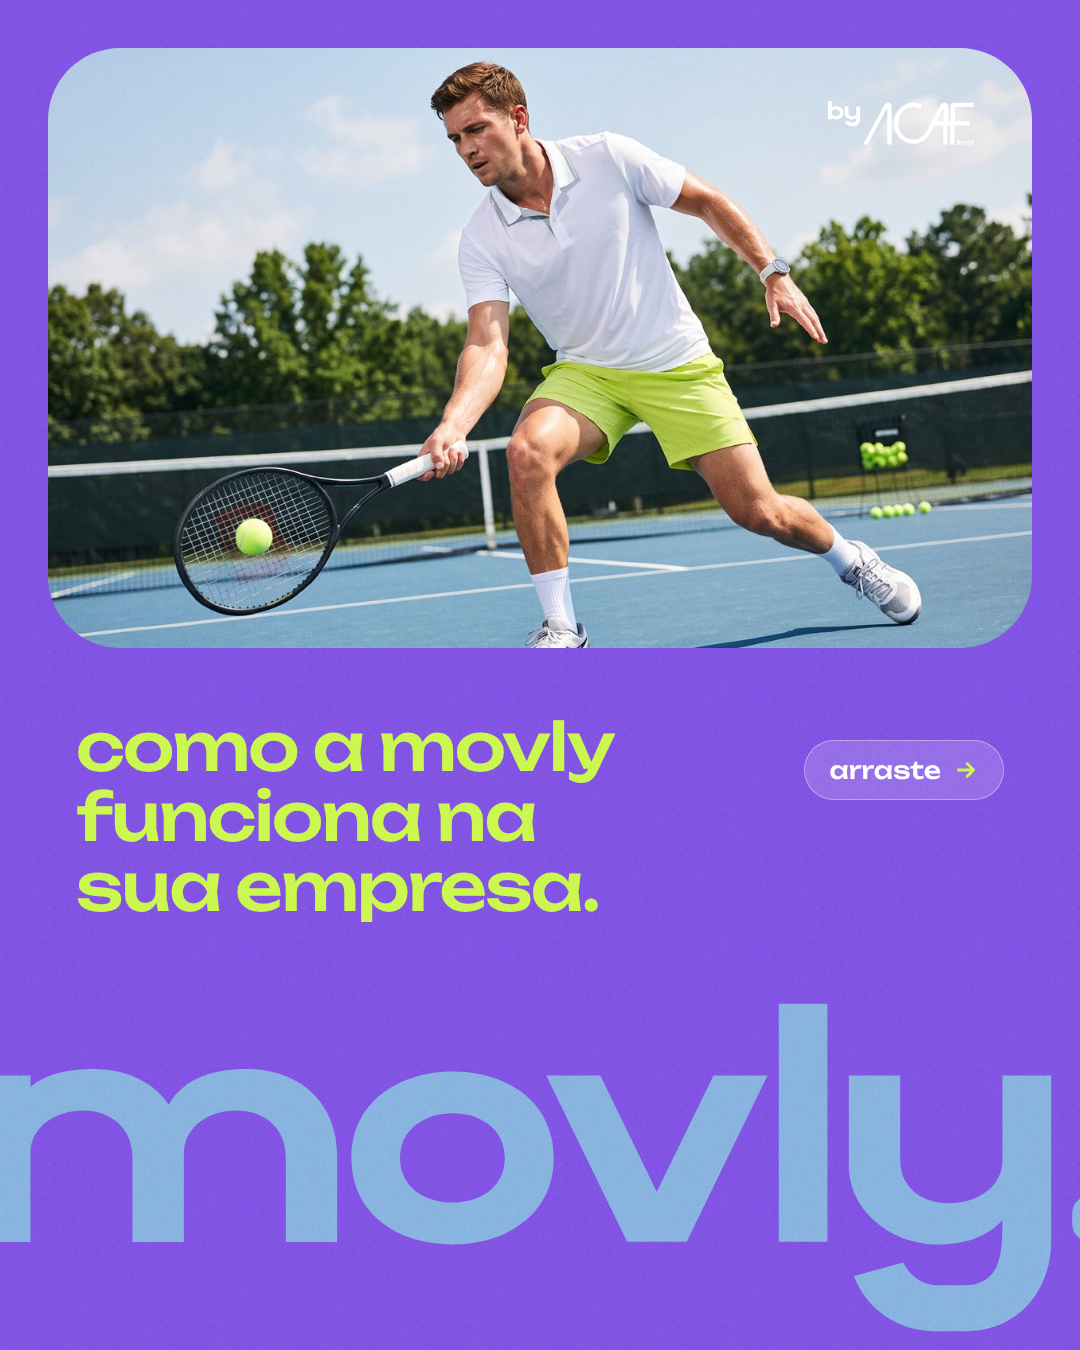 by ACAF
Brasil
como a movly
funciona na
sua empresa.
arraste →
movly.